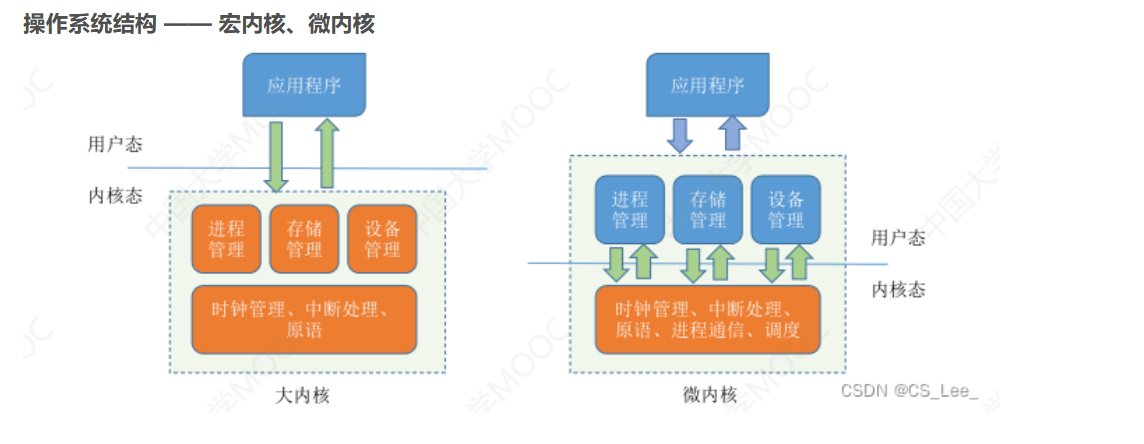 操作系统结构 —— 宏内核、微内核
应用程序
用户态
内核态
进程
管理
存储
管理
设备
管理
时钟管理、中断处理、
原语
大内核
应用程序
进程
管理
存储
管理
设备
管理
用户态
内核态
时钟管理、中断处理、
原语、进程通信、调度
微内核
中国大学MOOC
CSDN @CS_Lee_